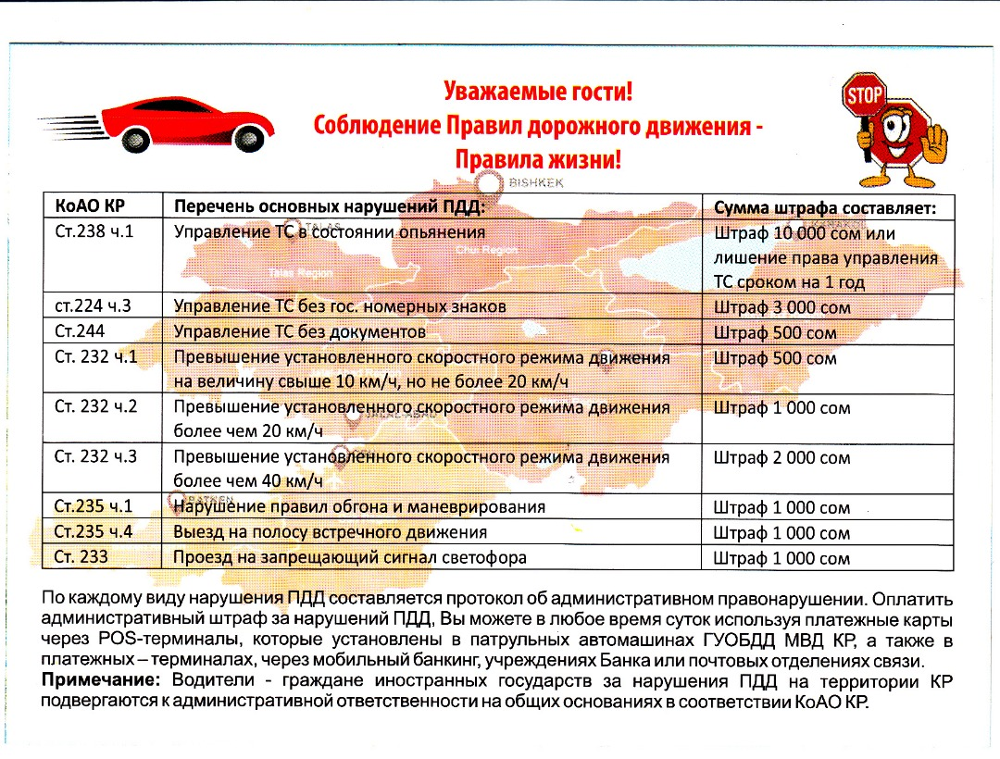 Уважаемые гости!
Соблюдение Правил дорожного движения -
Правила жизни!
STOP
BISHKEK
КоАО КР Перечень основных нарушений ПДД: Сумма штрафа составляет:
Ст.238 ч.1 Управление ТС в состоянии опьянения Штраф 10 000 сом или
лишение права управления
ТС сроком на 1 год
TALAS
Chui Region
Talas Region
ст.224 ч.3 Управление ТС без гос. номерных знаков Штраф 3 000 сом
Ст.244 Управление ТС без документов Штраф 500 сом
Ст. 232 ч.1 Превышение установленного скоростного режима движения Штраф 500 сом
на величину свыше 10 км/ч, но не более 20 км/ч
Ст. 232 ч.2 Превышение установленного скоростного режима движения Штраф 1 000 сом
JALAL-ABAD
более чем 20 км/ч
Ст. 232 ч.3 Превышение установленного скоростного режима движения Штраф 2 000 сом
более чем 40 км/ч
BATKEN
Ст.235 ч.1 Нарушение правил обгона и маневрирования Штраф 1 000 сом
Ст.235 ч.4 Выезд на полосу встречного движения Штраф 1 000 сом
Ст. 233 Проезд на запрещающий сигнал светофора Штраф 1 000 сом
По каждому виду нарушения ПДД составляется протокол об административном правонарушении. Оплатить
административный штраф за нарушений ПДД, Вы можете в любое время суток используя платежные карты
через POS-терминалы, которые установлены в патрульных автомашинах ГУОБДД МВД КР, а также в
платежных – терминалах, через мобильный банкинг, учреждениях Банка или почтовых отделениях связи.
Примечание: Водители - граждане иностранных государств за нарушения ПДД на территории КР
подвергаются к административной ответственности на общих основаниях в соответствии КоАО КР.